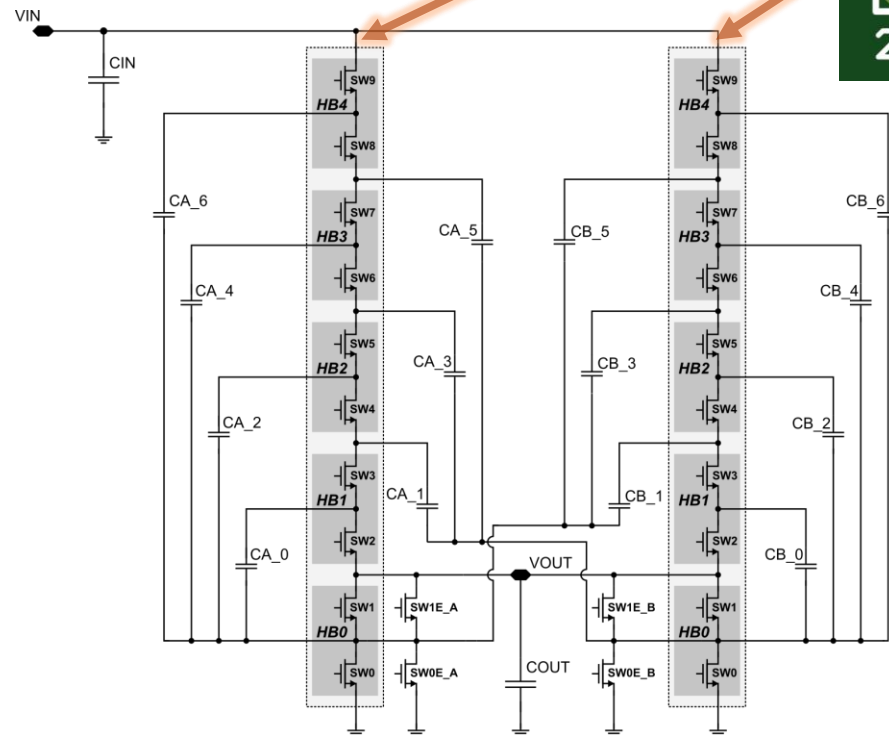 VIN
CIN
SW9
HB4
SW8
SW7
HB3
SW6
SW5
HB2
SW4
SW3
HB1
SW2
SW1
HB0
SW0
CA_6
CA_4
CA_2
CA_0
CA_5
CA_3
CA_1
SW1E_A
SW0E_A
VOUT
COUT
CB_5
CB_3
CB_1
SW1E_B
SW0E_B
SW9
HB4
SW8
SW7
HB3
SW6
SW5
HB2
SW4
SW3
HB1
SW2
SW1
HB0
SW0
CB_6
CB_4
CB_2
CB_0